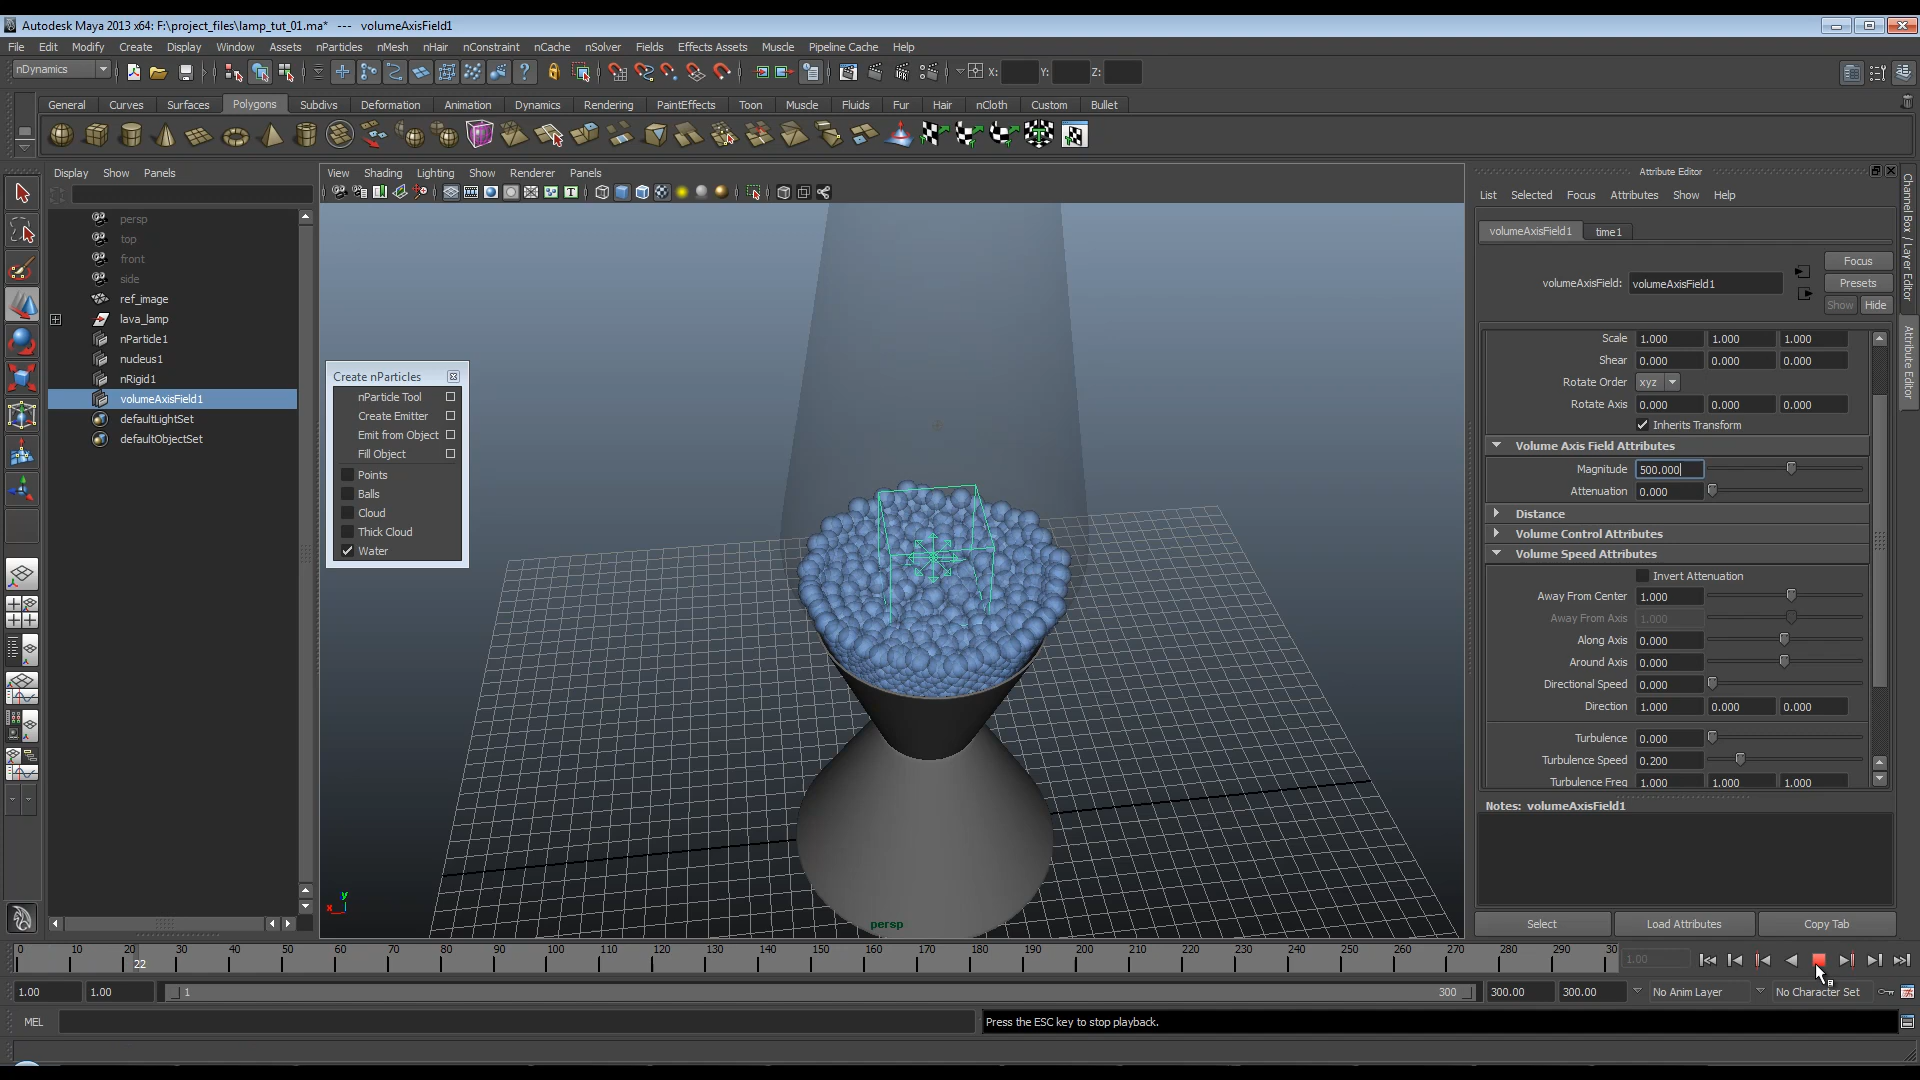 Autodesk Maya 2013 x64: F:\project_files\lamp_tut_01.ma* --- volumeAxisField1
File Edit Modify Create Display Window Assets nParticles nMesh nHair nConstraint nCache nSolver Fields Effects Assets Muscle Pipeline Cache Help
nDynamics X: Y: Z:
General Curves Surfaces Polygons Subdivs Deformation Animation Dynamics Rendering PaintEffects Toon Muscle Fluids Fur Hair nCloth Custom Bullet
Display Show Panels
persp
top
front
side
ref_image
lava_lamp
nParticle1
nucleus1
nRigid1
volumeAxisField1
defaultLightSet
defaultObjectSet
View Shading Lighting Show Renderer Panels
Create nParticles
nParticle Tool
Create Emitter
Emit from Object
Fill Object
Points
Balls
Cloud
Thick Cloud
Water
y
x
persp
Attribute Editor
List Selected Focus Attributes Show Help
volumeAxisField1 time1
Focus
volumeAxisField: volumeAxisField1 Presets
Show Hide
Scale 1.000 1.000 1.000
Shear 0.000 0.000 0.000
Rotate Order xyz
Rotate Axis 0.000 0.000 0.000
Inherits Transform
Volume Axis Field Attributes
Magnitude 500.000
Attenuation 0.000
Distance
Volume Control Attributes
Volume Speed Attributes
Invert Attenuation
Away From Center 1.000
Away From Axis 1.000
Along Axis 0.000
Around Axis 0.000
Directional Speed 0.000
Direction 1.000 0.000 0.000
Turbulence 0.000
Turbulence Speed 0.200
Turbulence Freq 1.000 1.000 1.000
Notes: volumeAxisField1
Select Load Attributes Copy Tab
Channel Box / Layer Editor
Attribute Editor
0 10 20 30 40 50 60 70 80 90 100 110 120 130 140 150 160 170 180 190 200 210 220 230 240 250 260 270 280 290 30
22
1.00
1.00 1.00 1 300 300.00 300.00 No Anim Layer No Character Set
MEL Press the ESC key to stop playback.